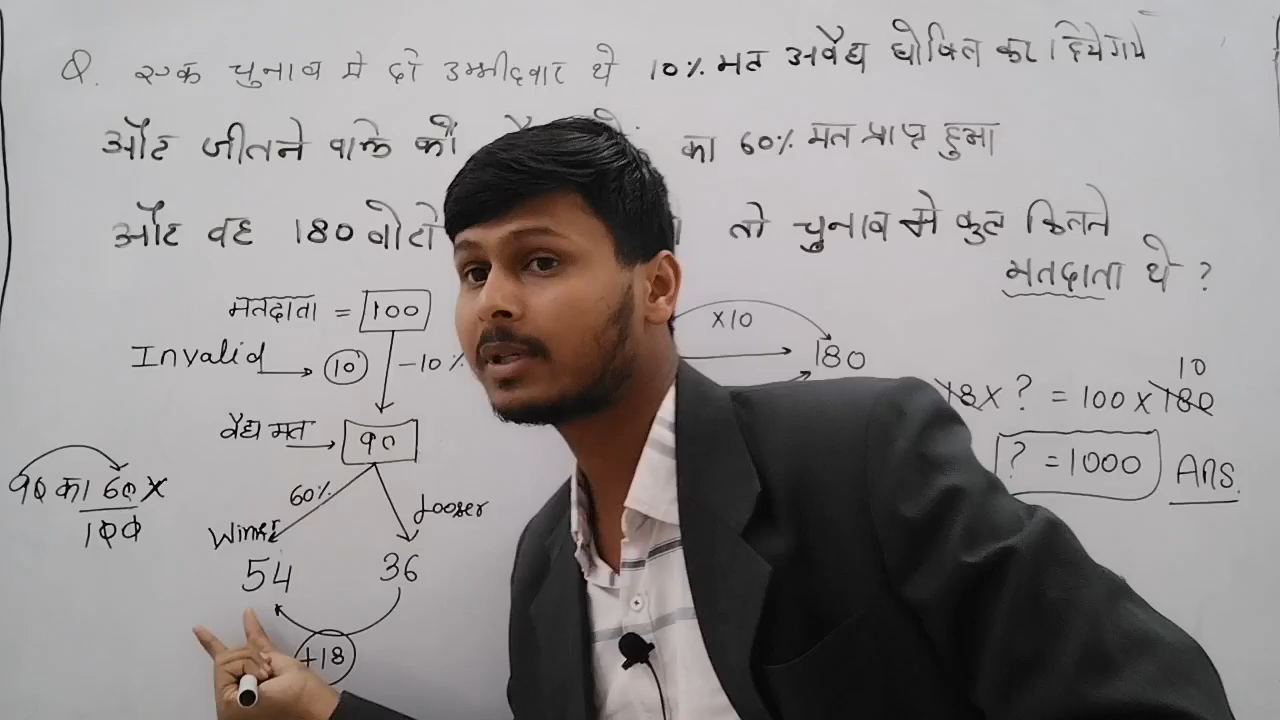 Q. एक चुनाव मे दो उम्मीदवार थे 10% मत अवैध घोषित कर दिये गये
और जीतने वाले को का 60% मत प्राप्त हुआ
और वह 180 वोटो तो चुनाव मे कुल कितने
मतदाता थे ?
मतदाता = 100
Invalid 10 -10%
वैध मत 90
60% Looser
Winner
54 36
+18
90 का 60 x
100
x10
180
18 x ? = 100 x 180
10
? = 1000 Ans.